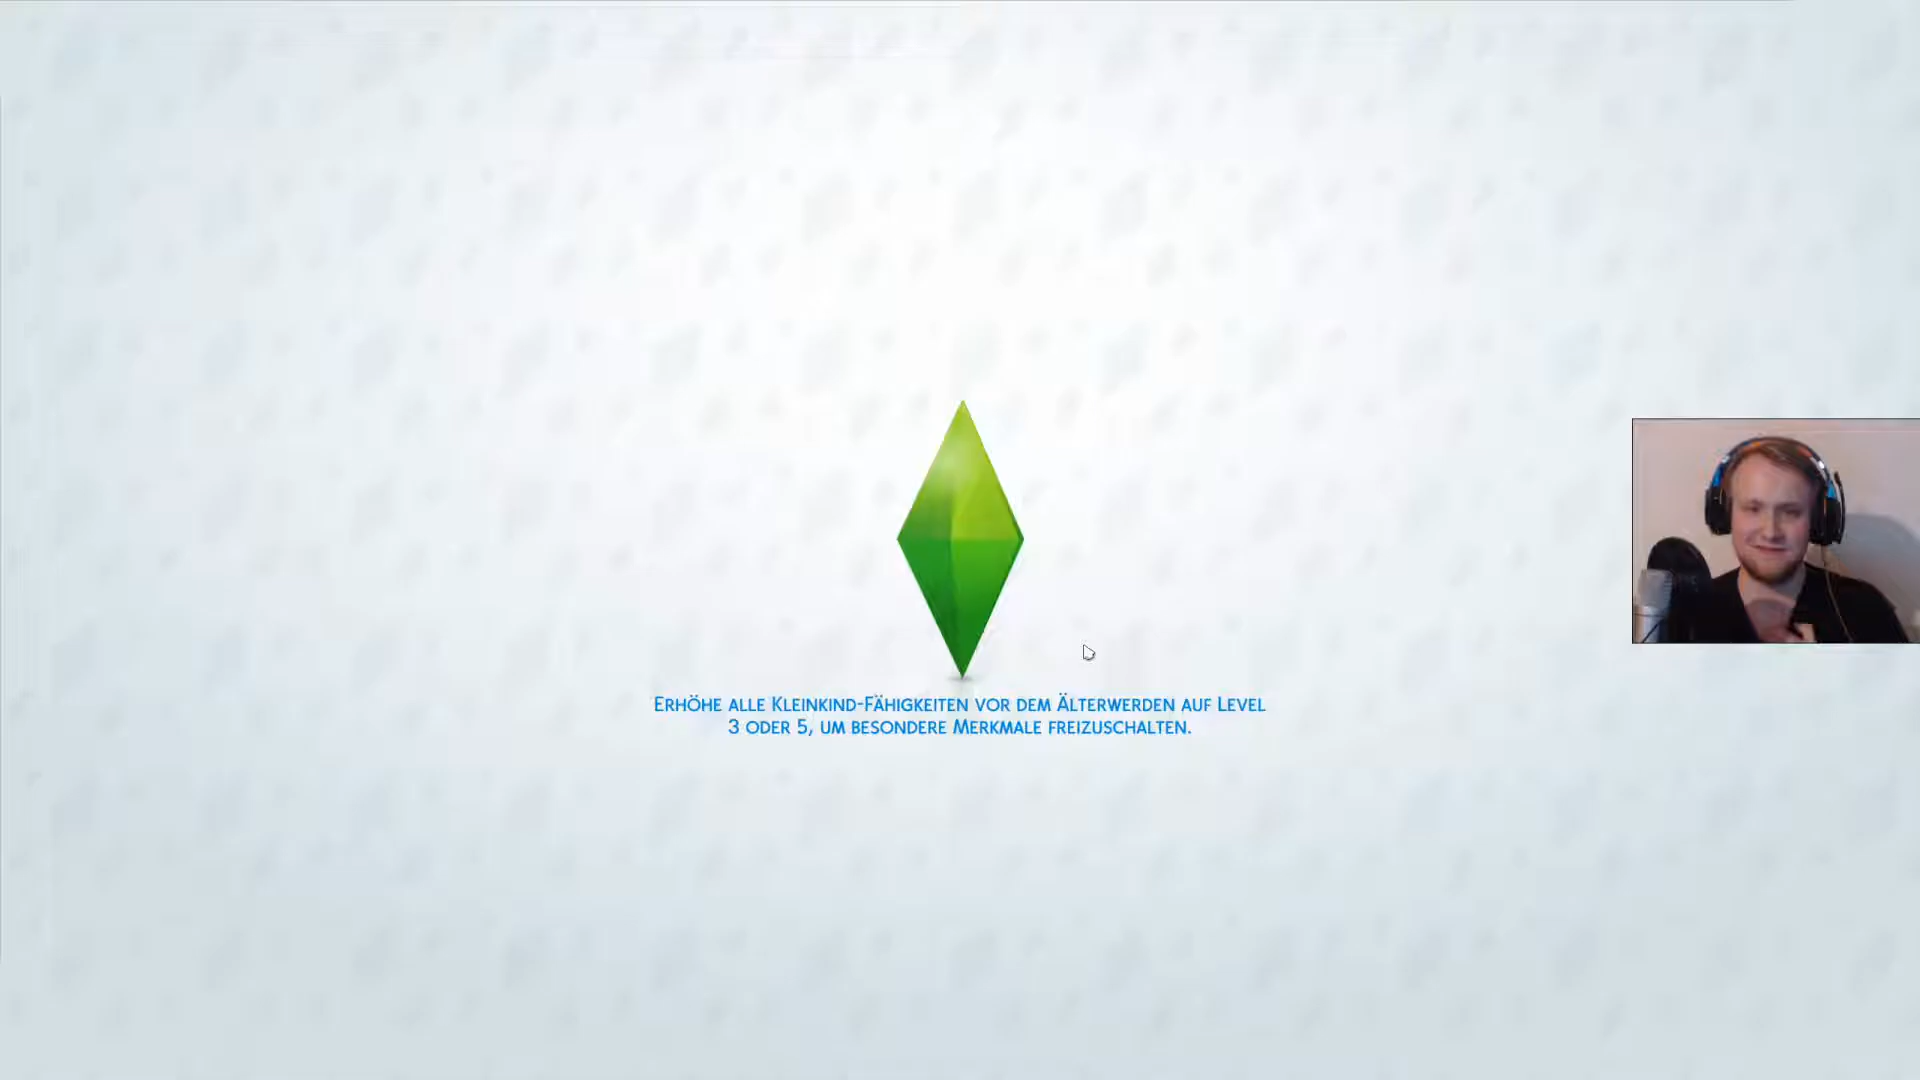 Erhöhe alle Kleinkind-Fähigkeiten vor dem Älterwerden auf Level
3 oder 5, um besondere Merkmale freizuschalten.